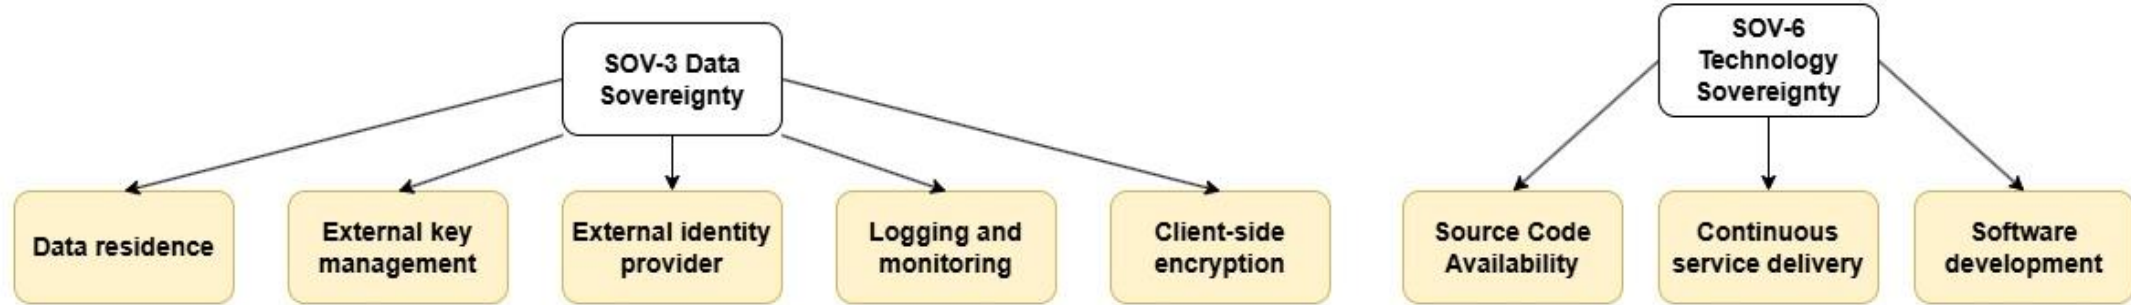 SOV-3 Data
Sovereignty
SOV-6
Technology
Sovereignty
Data residence
External key
management
External identity
provider
Logging and
monitoring
Client-side
encryption
Source Code
Availability
Continuous
service delivery
Software
development